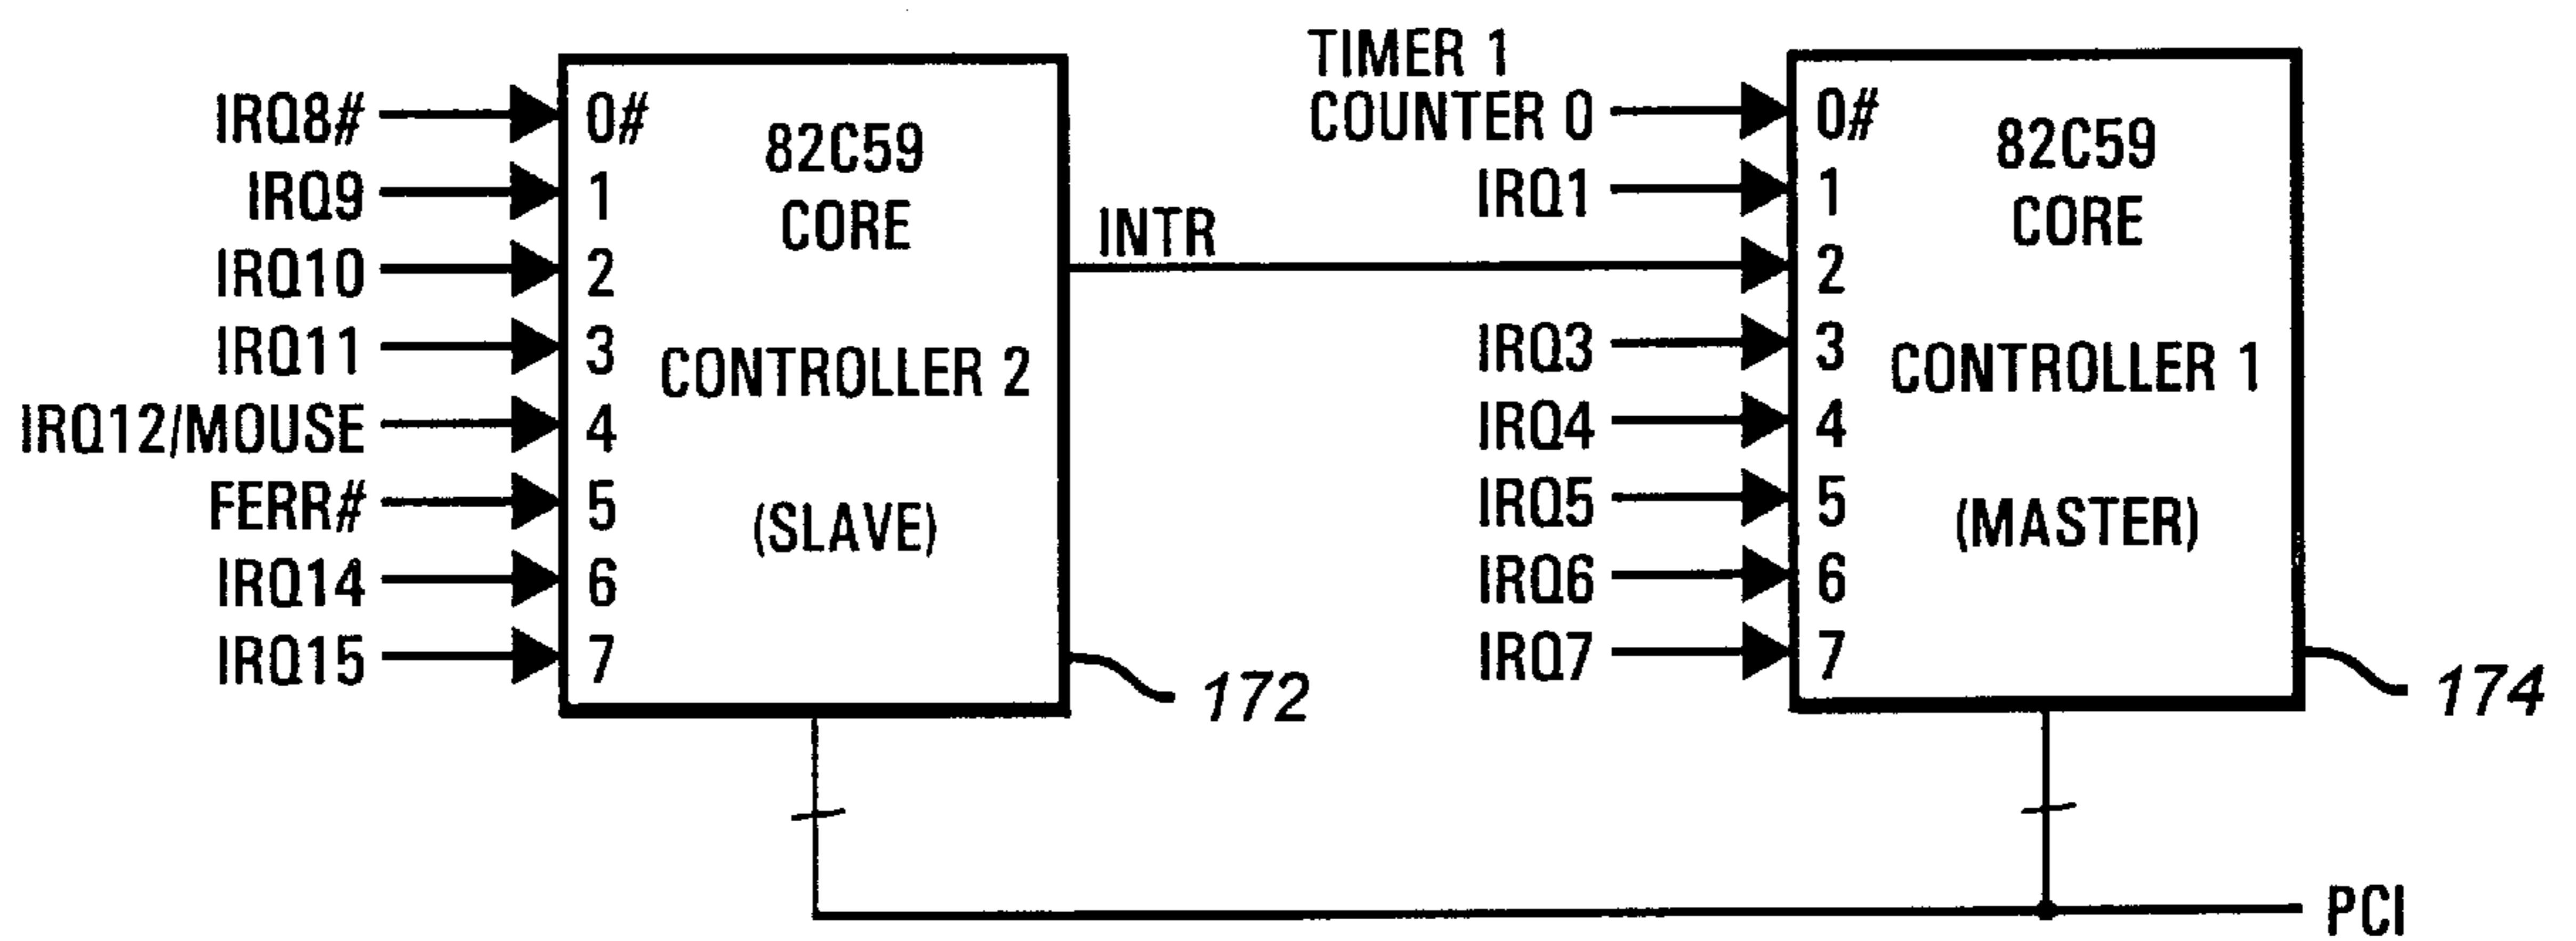 IRQ8#
IRQ9
IRQ10
IRQ11
IRQ12/MOUSE
FERR#
IRQ14
IRQ15
0#
1
2
3
4
5
6
7
82C59
CORE
CONTROLLER 2
(SLAVE)
172
INTR
TIMER 1
COUNTER 0
IRQ1
IRQ3
IRQ4
IRQ5
IRQ6
IRQ7
0#
1
2
3
4
5
6
7
82C59
CORE
CONTROLLER 1
(MASTER)
174
PCI